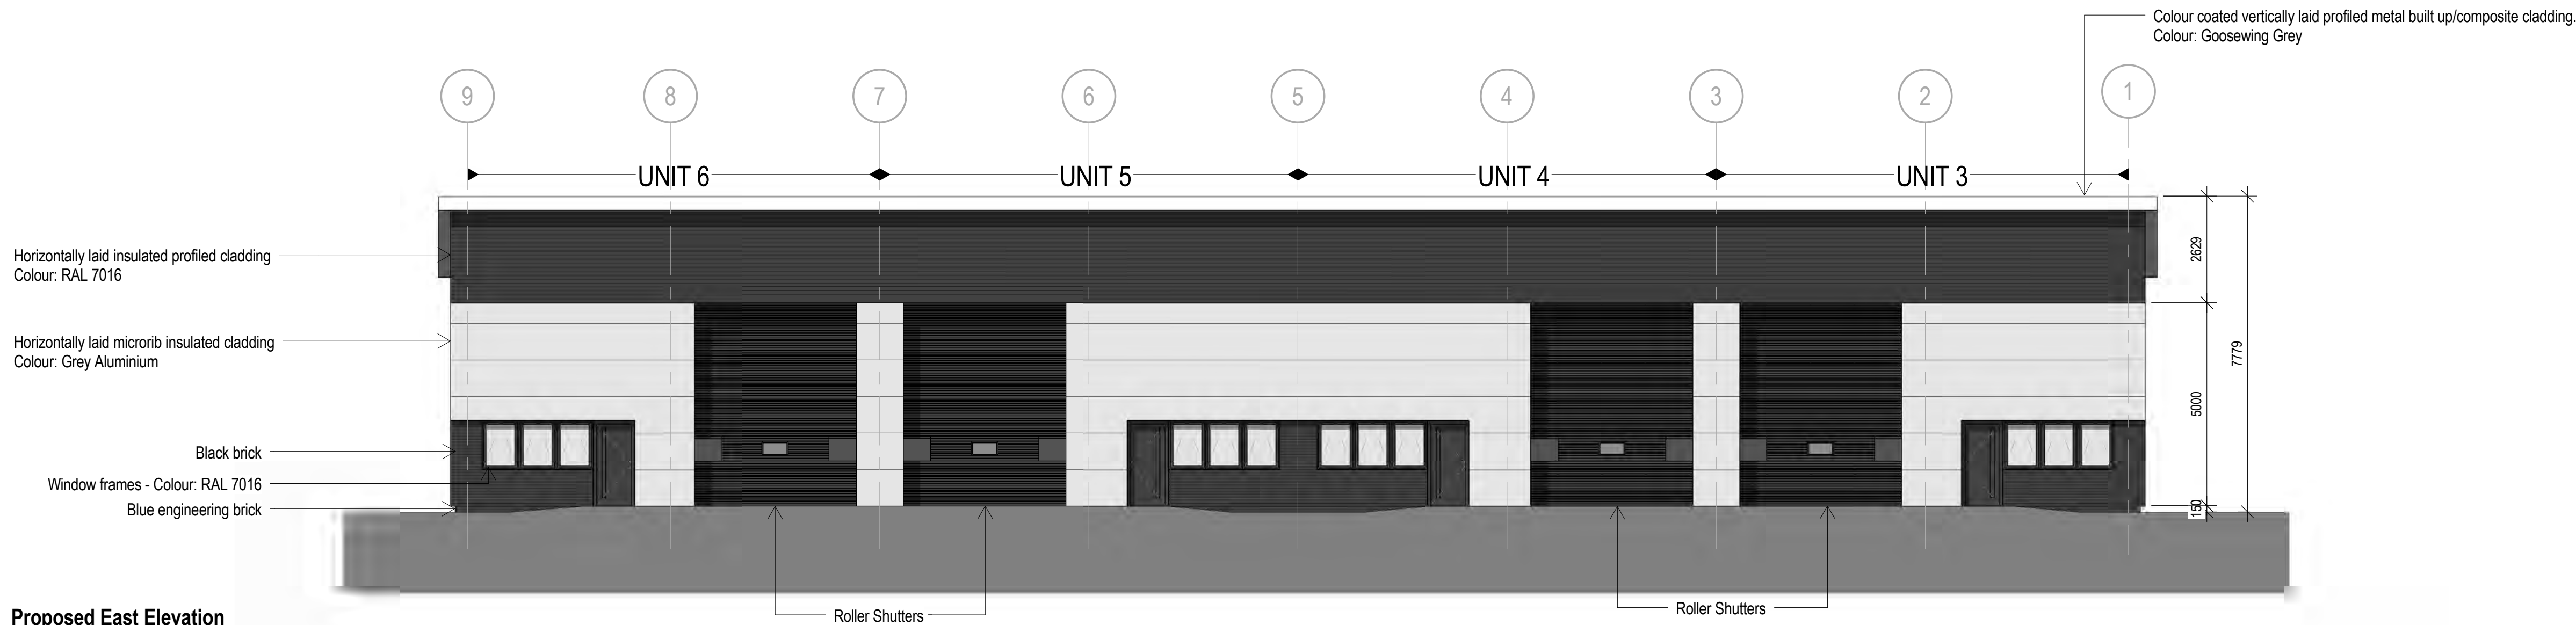 Colour coated vertically laid profiled metal built up/composite cladding.
Colour: Goosewing Grey
9 8 7 6 5 4 3 2 1
UNIT 6 UNIT 5 UNIT 4 UNIT 3
Horizontally laid insulated profiled cladding
Colour: RAL 7016
2629
Horizontally laid microrib insulated cladding
Colour: Grey Aluminium
7779
5000
Black brick
Window frames - Colour: RAL 7016
Blue engineering brick
150
Roller Shutters
Roller Shutters
Proposed East Elevation